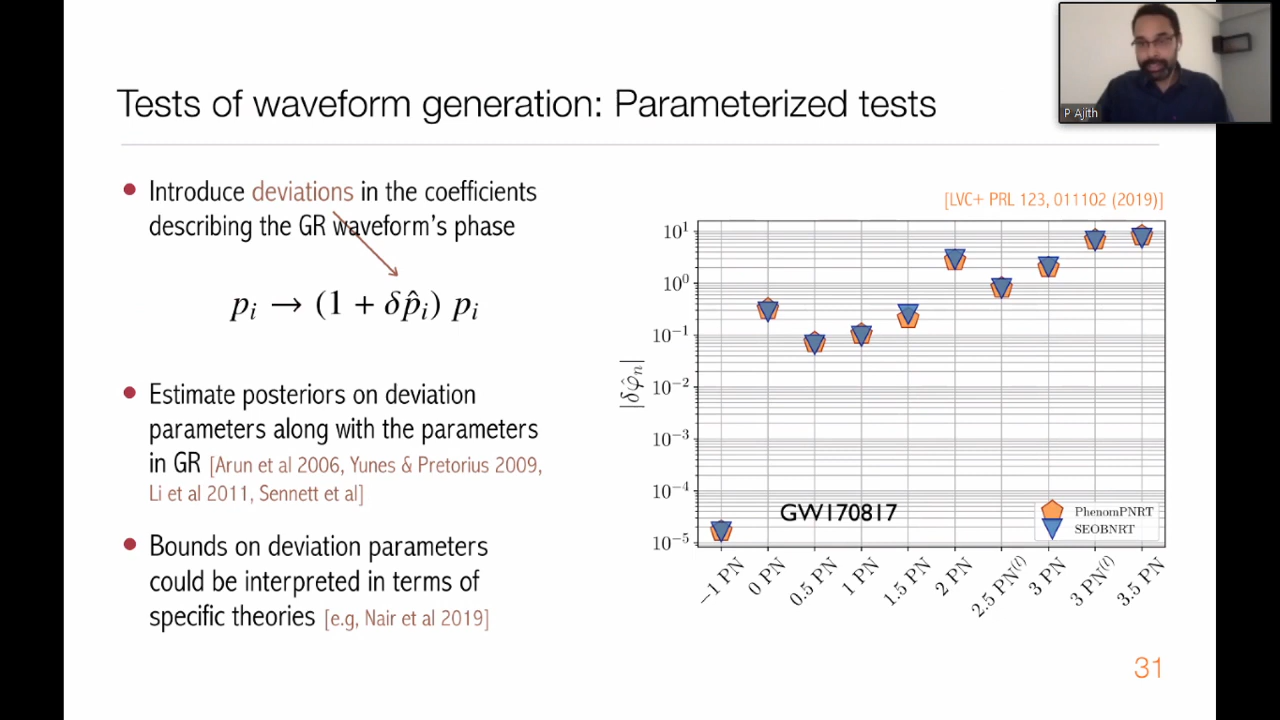 P Ajith
Tests of waveform generation: Parameterized tests
• Introduce deviations in the coefficients
describing the GR waveform's phase
pᵢ → (1 + δp̂ᵢ) pᵢ
• Estimate posteriors on deviation
parameters along with the parameters
in GR [Arun et al 2006, Yunes & Pretorius 2009,
Li et al 2011, Sennett et al]
• Bounds on deviation parameters
could be interpreted in terms of
specific theories [e.g, Nair et al 2019]
[LVC+ PRL 123, 011102 (2019)]
10¹
10⁰
10⁻¹
10⁻²
10⁻³
10⁻⁴
10⁻⁵
|δφ̂ₙ|
GW170817
PhenomPNRT
SEOBNRT
−1 PN
0 PN
0.5 PN
1 PN
1.5 PN
2 PN
2.5 PN⁽ˡ⁾
3 PN
3 PN⁽ˡ⁾
3.5 PN
31